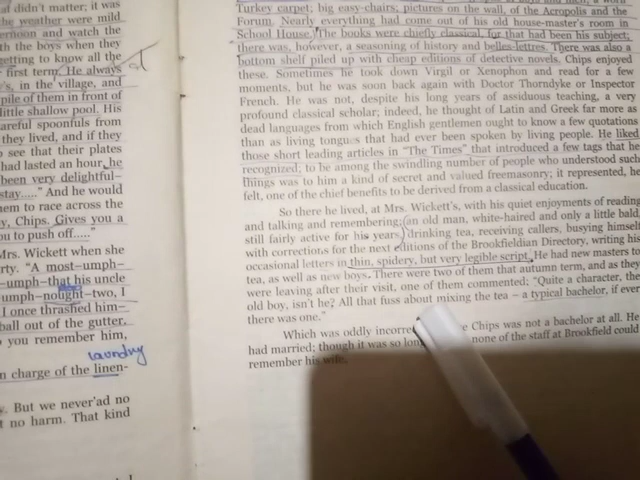 didn't matter; it was
the weather were mild
ernoon and watch the
th the boys when they
getting to know all the
first term. He always
's, in the village, and
pile of them in front of
little shallow pool. His
areful spoonfuls from
they lived, and if they
see that their plates
had lasted an hour, he
been very delightful–
stay....." And he would
hem to race across the
y, Chips. Gives you a
ou to push off....."
Mrs. Wickett when she
rty. "A most–umph–
–umph–that his uncle
umph–nought–two, I
I once thrashed him–
ball out of the gutter.
o you remember him,
laundry
n charge of the linen-
y. But we never'ad no
t no harm. That kind
Turkey carpet; big easy-chairs, pictures on the wall, of the Acropolis and the
Forum. Nearly everything had come out of his old house-master's room in
School House. The books were chiefly classical, for that had been his subject;
there was, however, a seasoning of history and belles-lettres. There was also a
bottom shelf piled up with cheap editions of detective novels. Chips enjoyed
these. Sometimes he took down Virgil or Xenophon and read for a few
moments, but he was soon back again with Doctor Thorndyke or Inspector
French. He was not, despite his long years of assiduous teaching, a very
profound classical scholar; indeed, he thought of Latin and Greek far more as
dead languages from which English gentlemen ought to know a few quotations
than as living tongues that had ever been spoken by living people. He liked
those short leading articles in "The Times" that introduced a few tags that he
recognized; to be among the swindling number of people who understood such
things was to him a kind of secret and valued freemasonry; it represented, he
felt, one of the chief benefits to be derived from a classical education.
So there he lived, at Mrs. Wickett's, with his quiet enjoyments of reading
and talking and remembering; an old man, white-haired and only a little bald,
still fairly active for his years, drinking tea, receiving callers, busying himself
with corrections for the next editions of the Brookfieldian Directory, writing his
occasional letters in thin, spidery, but very legible script. He had new masters to
tea, as well as new boys. There were two of them that autumn term, and as they
were leaving after their visit, one of them commented: "Quite a character, the
old boy, isn't he? All that fuss about mixing the tea – a typical bachelor, if ever
there was one."
Which was oddly incorre e Chips was not a bachelor at all. He
had married; though it was so lon none of the staff at Brookfield could
remember his wife.